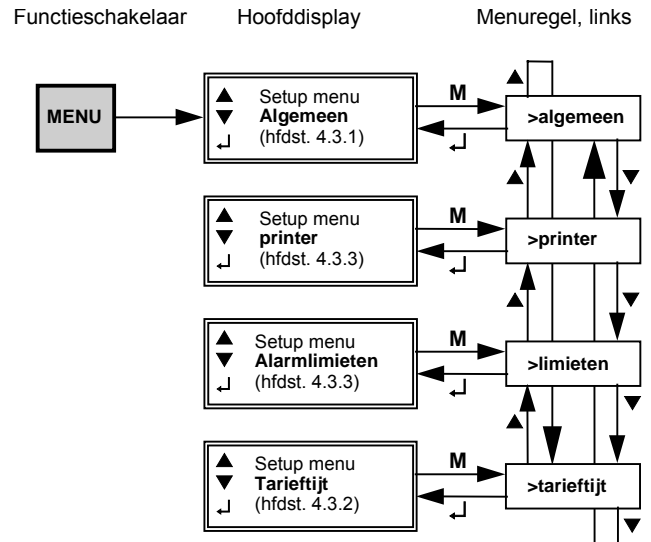 Functieschakelaar Hoofddisplay Menuregel, links
MENU
▲ Setup menu
▼ Algemeen
↵ (hfdst. 4.3.1)
M
↵
▲
>algemeen
▲ ▼
▲ Setup menu
▼ printer
↵ (hfdst. 4.3.3)
M
↵
>printer
▲ ▼
▲ Setup menu
▼ Alarmlimieten
↵ (hfdst. 4.3.3)
M
↵
>limieten
▲ ▼
▲ Setup menu
▼ Tarieftijt
↵ (hfdst. 4.3.2)
M
↵
>tarieftijt
▼